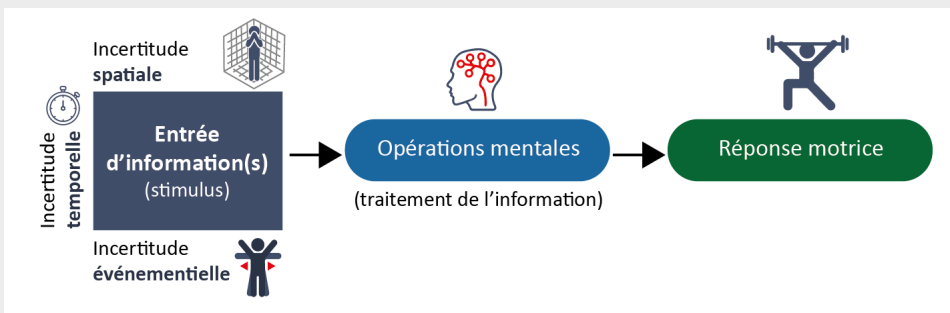 Incertitude
spatiale
Incertitude
temporelle
Entrée
d’information(s)
(stimulus)
Incertitude
événementielle
Opérations mentales
(traitement de l’information)
Réponse motrice